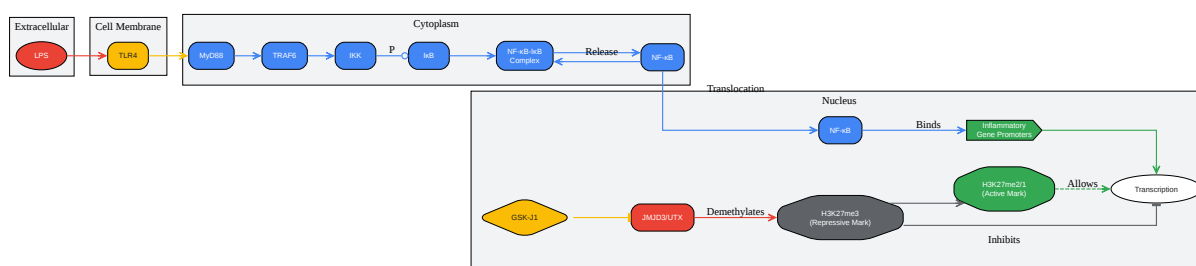 Extracellular
Cell Membrane
Cytoplasm
LPS
TLR4
MyD88
TRAF6
IKK
P
IκB
NF-κB-IκB
Complex
Release
NF-κB
Translocation
Nucleus
NF-κB
Binds
Inflammatory
Gene Promoters
H3K27me2/1
(Active Mark)
Allows
Transcription
GSK-J1
JMJD3/UTX
Demethylates
H3K27me3
(Repressive Mark)
Inhibits